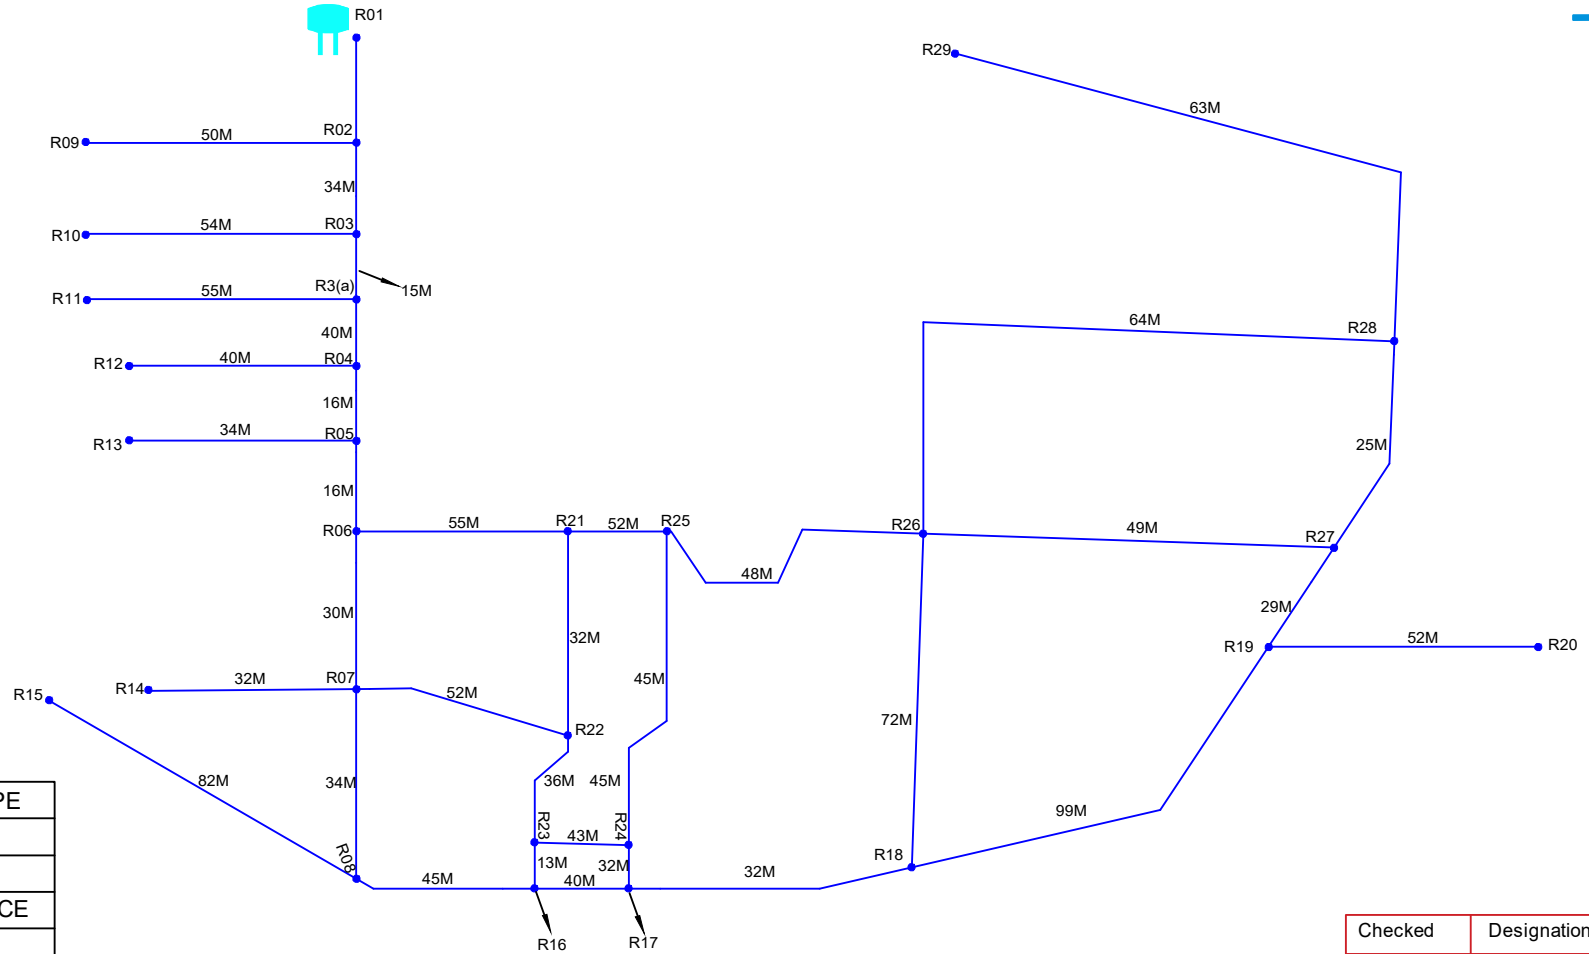 R01
R29
63M
R09
50M
R02
34M
R10
54M
R03
R11
55M
R3(a)
15M
40M
R12
40M
R04
16M
R13
34M
R05
16M
64M
R28
25M
R06
55M
R21
52M
R25
48M
R26
49M
R27
30M
32M
29M
R19
52M
R20
R15
R14
32M
R07
52M
45M
R22
72M
82M
34M
36M
45M
PE
CE
R08
R23
43M
R24
99M
R18
13M
32M
45M
40M
32M
R16
R17
Checked
Designation